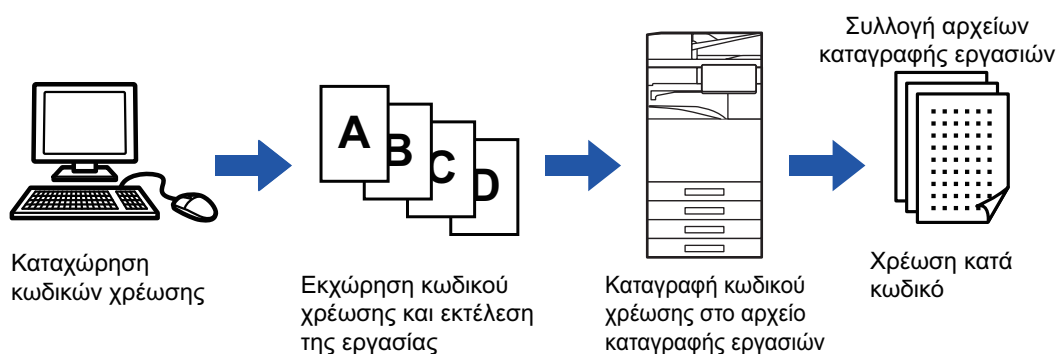 Συλλογή αρχείων
καταγραφής εργασιών
A
B
C
D
Καταχώρηση
κωδικών χρέωσης
Εκχώρηση κωδικού
χρέωσης και εκτέλεση
της εργασίας
Καταγραφή κωδικού
χρέωσης στο αρχείο
καταγραφής εργασιών
Χρέωση κατά
κωδικό